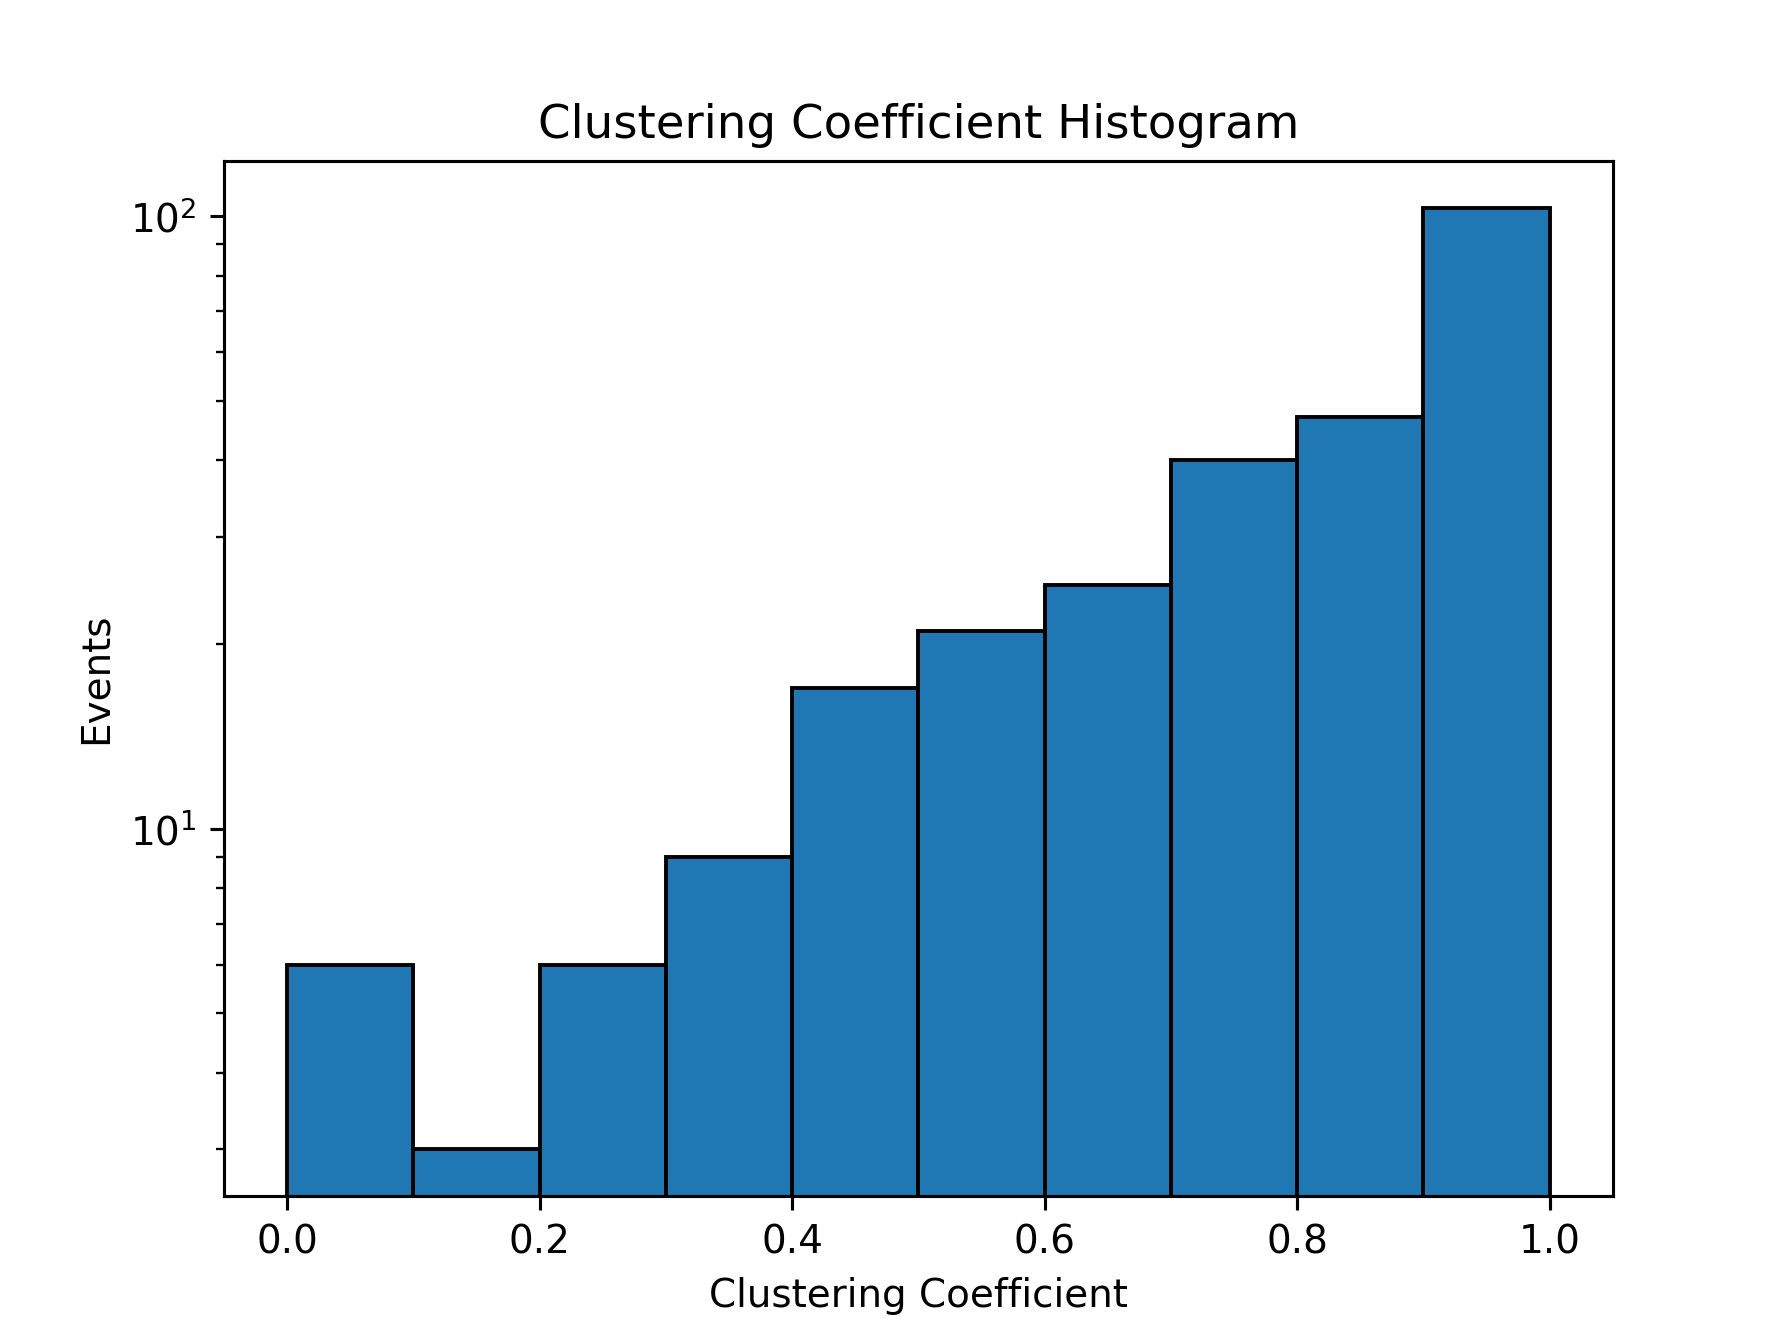 Clustering Coefficient Histogram
10²
10¹
Events
0.0 0.2 0.4 0.6 0.8 1.0
Clustering Coefficient